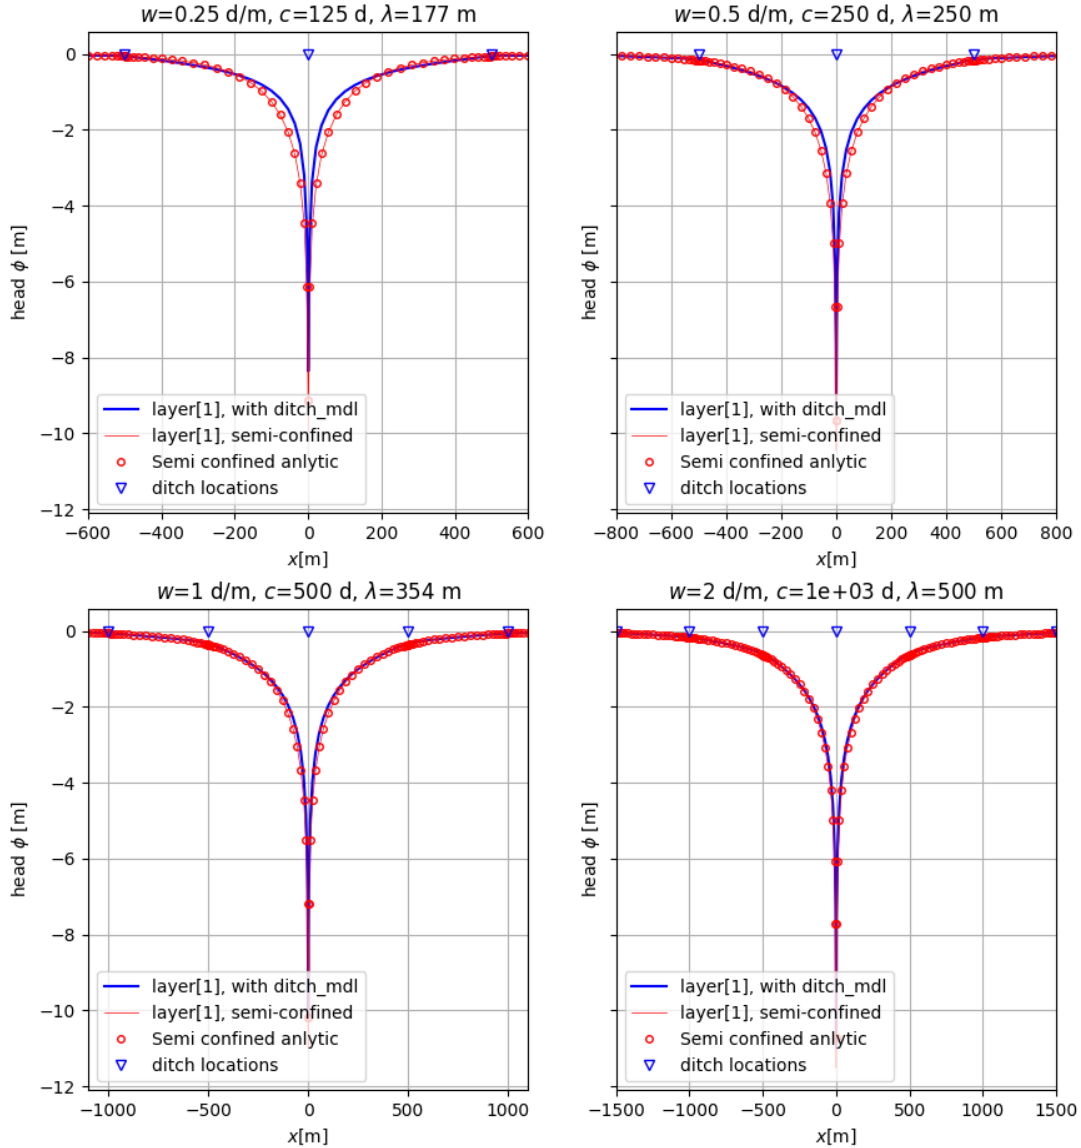 w=0.25 d/m, c=125 d, λ=177 m
0
−2
−4
−6
−8
−10
−12
head ϕ [m]
layer[1], with ditch_mdl
layer[1], semi-confined
Semi confined anlytic
ditch locations
−600 −400 −200 0 200 400 600
x[m]
w=0.5 d/m, c=250 d, λ=250 m
head ϕ [m]
layer[1], with ditch_mdl
layer[1], semi-confined
Semi confined anlytic
ditch locations
−800 −600 −400 −200 0 200 400 600 800
x[m]
w=1 d/m, c=500 d, λ=354 m
0
−2
−4
−6
−8
−10
−12
head ϕ [m]
layer[1], with ditch_mdl
layer[1], semi-confined
Semi confined anlytic
ditch locations
−1000 −500 0 500 1000
x[m]
w=2 d/m, c=1e+03 d, λ=500 m
head ϕ [m]
layer[1], with ditch_mdl
layer[1], semi-confined
Semi confined anlytic
ditch locations
−1500 −1000 −500 0 500 1000 1500
x[m]